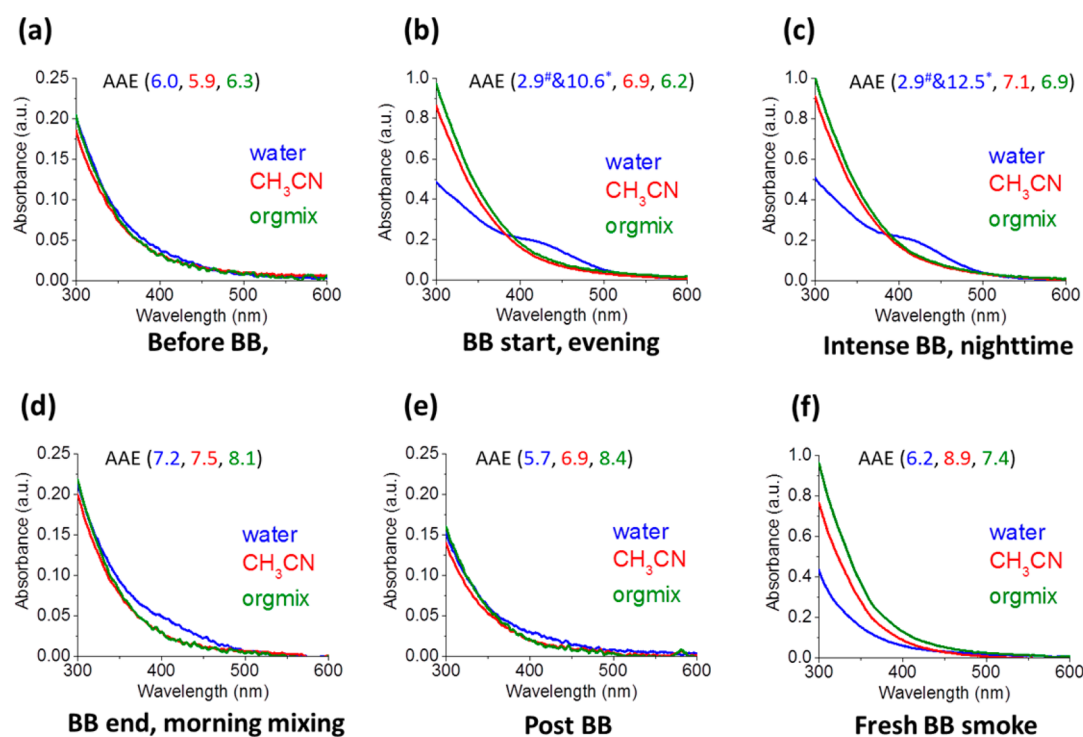 (a)
AAE (6.0, 5.9, 6.3)
0.25
0.20
0.15
0.10
0.05
0.00
Absorbance (a.u.)
water
CH₃CN
orgmix
300 400 500 600
Wavelength (nm)
Before BB,
(b)
AAE (2.9#&10.6*, 6.9, 6.2)
1.0
0.8
0.6
0.4
0.2
0.0
Absorbance (a.u.)
water
CH₃CN
orgmix
300 400 500 600
Wavelength (nm)
BB start, evening
(c)
AAE (2.9#&12.5*, 7.1, 6.9)
1.0
0.8
0.6
0.4
0.2
0.0
Absorbance (a.u.)
water
CH₃CN
orgmix
300 400 500 600
Wavelength (nm)
Intense BB, nighttime
(d)
AAE (7.2, 7.5, 8.1)
0.25
0.20
0.15
0.10
0.05
0.00
Absorbance (a.u.)
water
CH₃CN
orgmix
300 400 500 600
Wavelength (nm)
BB end, morning mixing
(e)
AAE (5.7, 6.9, 8.4)
0.25
0.20
0.15
0.10
0.05
0.00
Absorbance (a.u.)
water
CH₃CN
orgmix
300 400 500 600
Wavelength (nm)
Post BB
(f)
AAE (6.2, 8.9, 7.4)
1.0
0.8
0.6
0.4
0.2
0.0
Absorbance (a.u.)
water
CH₃CN
orgmix
300 400 500 600
Wavelength (nm)
Fresh BB smoke